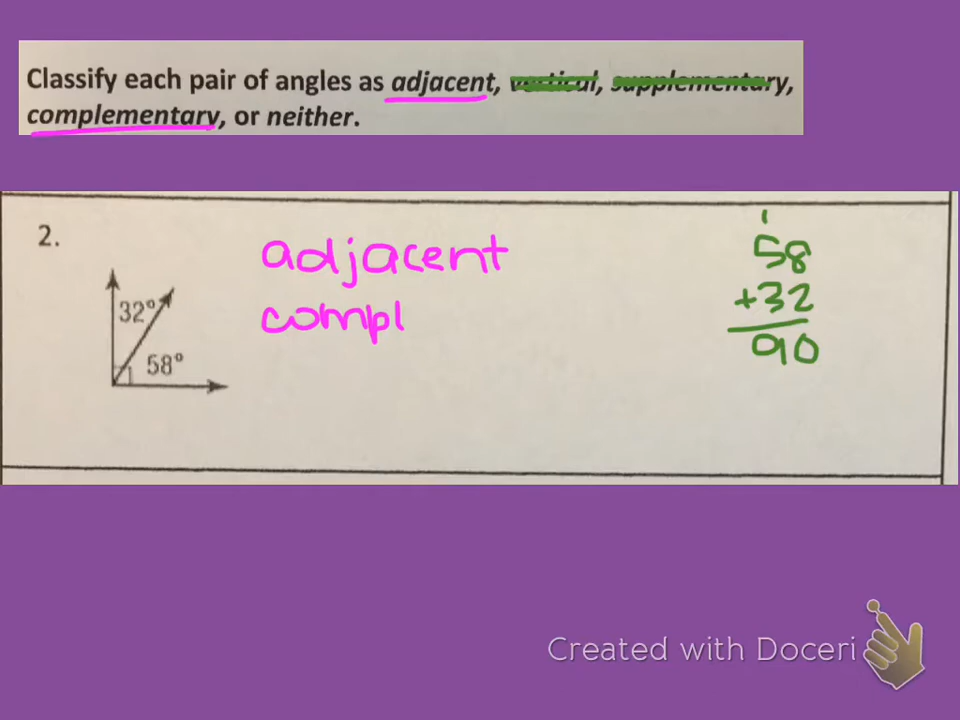 Classify each pair of angles as adjacent, vertical, supplementary,
complementary, or neither.
2.
adjacent
compl
32°
58°
1
58
+32
90
Created with Doceri